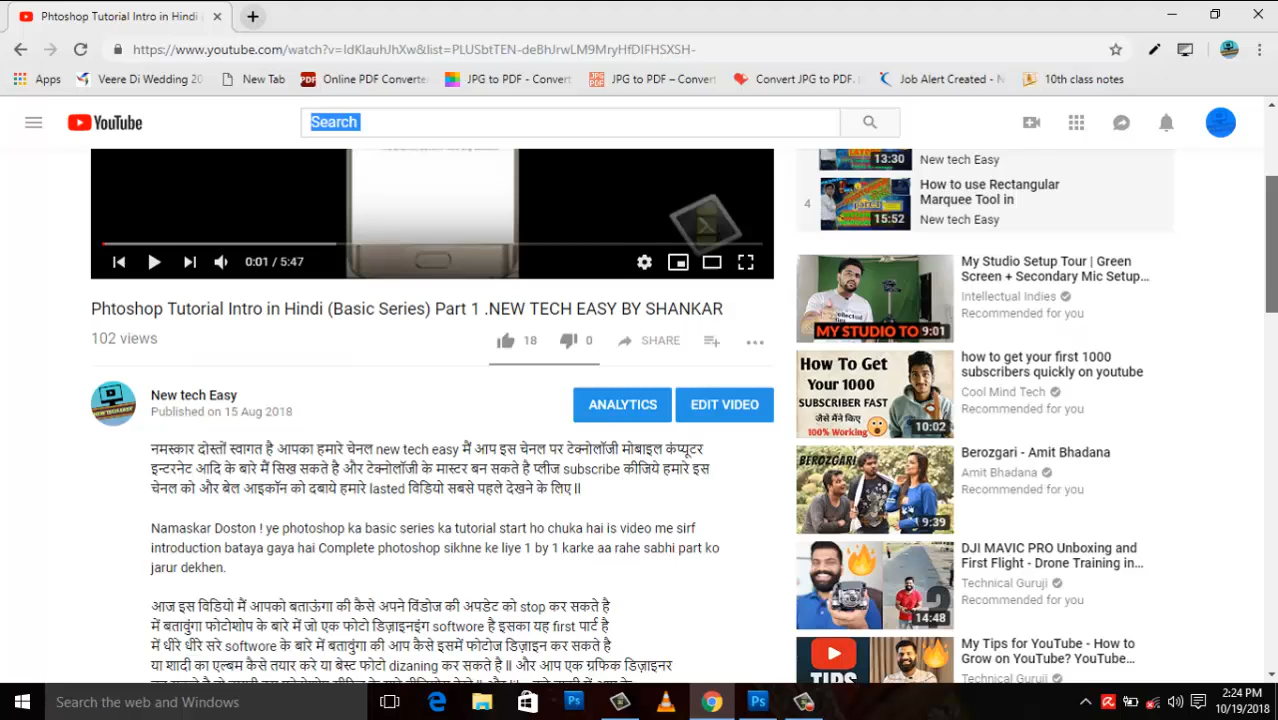 Phtoshop Tutorial Intro in Hindi
https://www.youtube.com/watch?v=IdKlauhJhXw&list=PLUSbtTEN-deBhJrwLM9MryHfDIFHSXSH-
Apps Veere Di Wedding 20 New Tab Online PDF Converter JPG to PDF - Convert JPG to PDF – Convert Convert JPG to PDF. Job Alert Created - N 10th class notes
YouTube
Search
13:30
New tech Easy
4
How to use Rectangular
Marquee Tool in
15:52
New tech Easy
0:01 / 5:47
Phtoshop Tutorial Intro in Hindi (Basic Series) Part 1 .NEW TECH EASY BY SHANKAR
102 views
18 0 SHARE
New tech Easy
Published on 15 Aug 2018
ANALYTICS EDIT VIDEO
नमस्कार दोस्तों स्वागत है आपका हमारे चेनल new tech easy मैं आप इस चेनल पर टेक्नोलॉजी मोबाइल कंप्यूटर
इन्टरनेट आदि के बारे मैं सिख सकते है और टेक्नोलॉजी के मास्टर बन सकते है प्लीज subscribe कीजिये हमारे इस
चेनल को और बेल आइकॉन को दबाये हमारे lasted विडियो सबसे पहले देखने के लिए ll
Namaskar Doston ! ye photoshop ka basic series ka tutorial start ho chuka hai is video me sirf
introduction bataya gaya hai Complete photoshop sikhne ke liye 1 by 1 karke aa rahe sabhi part ko
jarur dekhen.
आज इस विडियो में आपको बताऊंगा की कैसे अपने विंडोज की अपडेट को stop कर सकते है
में बतावुंगा फोटोशोप के बारे में जो एक फोटो डिज़ाइनइंग softwore है इसका यह first पार्ट है
में धीरे धीरे सरे softwore के बारे में बतावुंगा की आप कैसे इसमें फोटोज डिज़ाइन कर सकते है
या शादी का एल्बम कैसे तयार करे या बेस्ट फोटो dizaning कर सकते है ll और आप एक ग्रफिक डिज़ाइनर
MY STUDIO TO 9:01
My Studio Setup Tour | Green
Screen + Secondary Mic Setup...
Intellectual Indies
Recommended for you
How To Get
Your 1000
SUBSCRIBER FAST
जैसे मैंने किए
100% Working
10:02
how to get your first 1000
subscribers quickly on youtube
Cool Mind Tech
Recommended for you
BEROZGARI
9:39
Berozgari - Amit Bhadana
Amit Bhadana
Recommended for you
14:48
DJI MAVIC PRO Unboxing and
First Flight - Drone Training in...
Technical Guruji
Recommended for you
TIPS
My Tips for YouTube - How to
Grow on YouTube? YouTube...
Technical Guruji
Search the web and Windows
Ps
Ps
2:24 PM
10/19/2018